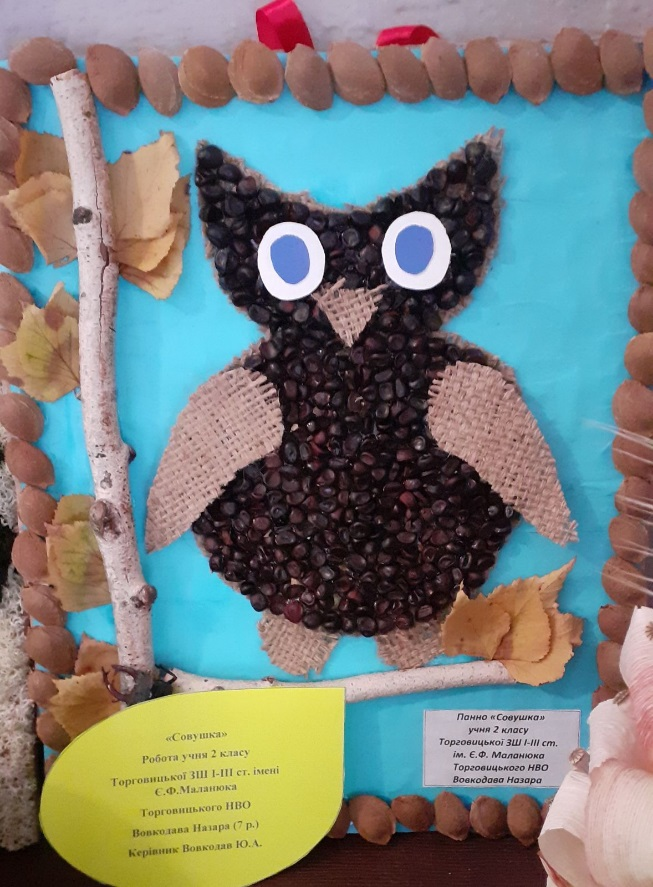 «Совушка»
Робота учня 2 класу
Торговицької ЗШ І-ІІІ ст. імені
Є.Ф.Маланюка
Торговицького НВО
Вовкодава Назара (7 р.)
Керівник Вовкодав Ю.А.
Панно «Совушка»
учня 2 класу
Торговицької ЗШ І-ІІІ ст.
ім. Є.Ф. Маланюка
Торговицького НВО
Вовкодава Назара